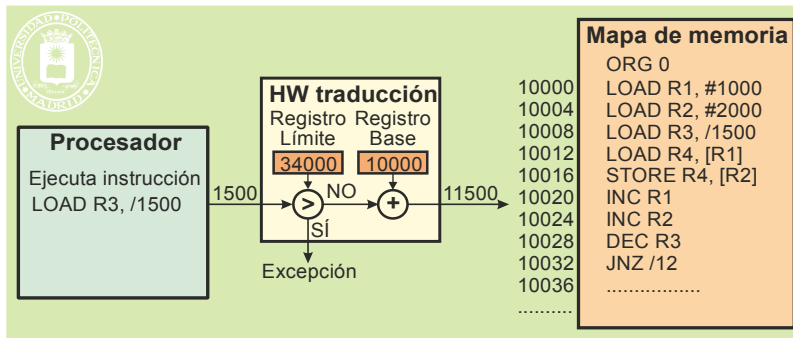 UNIVERSIDAD POLITÉCNICA
MADRID
Procesador
Ejecuta instrucción
LOAD R3, /1500
1500
HW traducción
Registro Registro
Límite Base
34000 10000
> NO +
SÍ
Excepción
11500
Mapa de memoria
ORG 0
10000 LOAD R1, #1000
10004 LOAD R2, #2000
10008 LOAD R3, /1500
10012 LOAD R4, [R1]
10016 STORE R4, [R2]
10020 INC R1
10024 INC R2
10028 DEC R3
10032 JNZ /12
10036 .................
..........